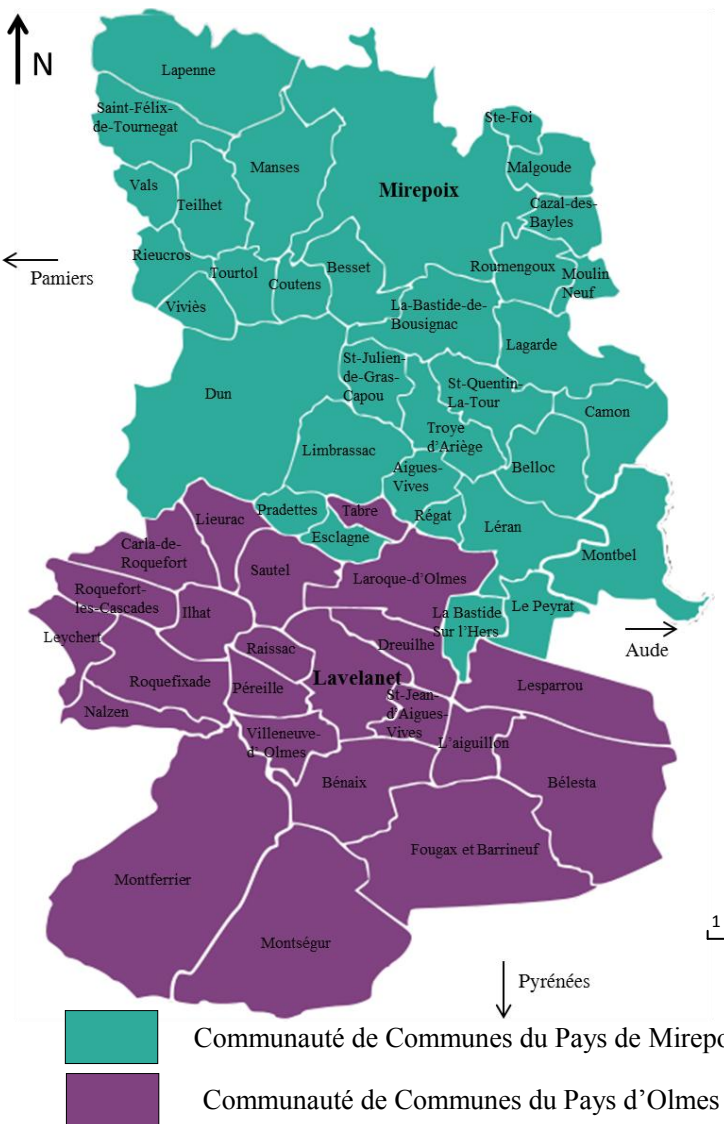 N
Lapenne
Saint-Félix-
de-Tournegat
Ste-Foi
Manses
Malgoude
Vals
Mirepoix
Teilhet
Cazal-des-
Bayles
Rieucros
Tourtol
Besset
Roumengoux
Moulin
Neuf
Pamiers
Coutens
Viviès
La-Bastide-de-
Bousignac
Lagarde
St-Julien-
de-Gras-
Capou
Dun
St-Quentin-
La-Tour
Camon
Troye
d'Ariège
Limbrassac
Aigues-
Vives
Belloc
Lieurac
Pradettes
Tabre
Régat
Léran
Esclagne
Carla-de-
Roquefort
Montbel
Sautel
Laroque-d'Olmes
Roquefort-
les-Cascades
Ilhat
La Bastide
Sur l'Hers
Le Peyrat
Leychert
Raissac
Dreuilhe
Aude
Roquefixade
Péreille
Lavelanet
Lesparrou
Nalzen
St-Jean-
d'Aigues-
Vives
Villeneuve-
d' Olmes
L'aiguillon
Bénaix
Bélesta
Fougax et Barrineuf
Montferrier
Montségur
1
Pyrénées
Communauté de Communes du Pays de Mirepo
Communauté de Communes du Pays d'Olmes